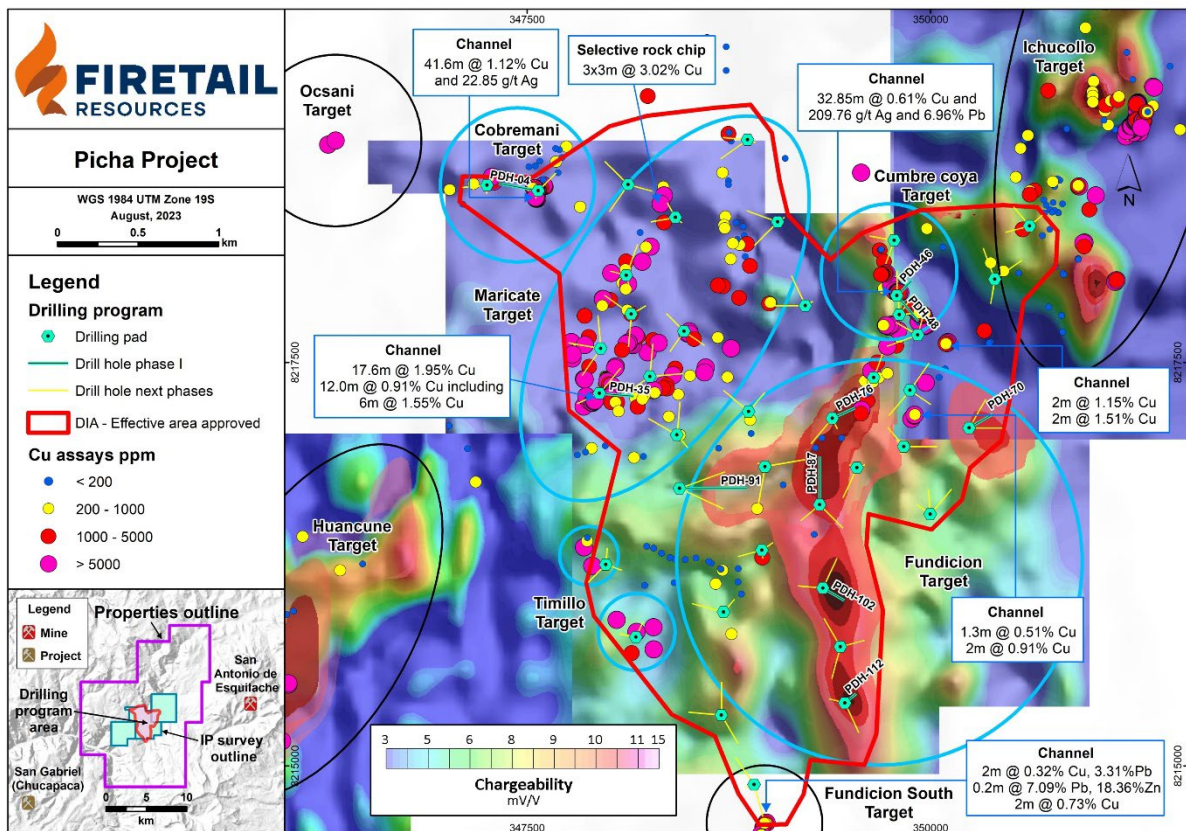 FIRETAIL
RESOURCES
Picha Project
WGS 1984 UTM Zone 19S
August, 2023
0 0.5 1
km
Legend
Drilling program
Drilling pad
Drill hole phase I
Drill hole next phases
DIA - Effective area approved
Cu assays ppm
< 200
200 - 1000
1000 - 5000
> 5000
Legend
Mine
Project
Properties outline
San
Antonio de
Esquilache
Drilling
program
area
IP survey
outline
San Gabriel
(Chucapaca)
0 5 10
km
347500
350000
Ocsani
Target
Channel
41.6m @ 1.12% Cu
and 22.85 g/t Ag
Selective rock chip
3x3m @ 3.02% Cu
Channel
32.85m @ 0.61% Cu and
209.76 g/t Ag and 6.96% Pb
Ichucollo
Target
Cobremani
Target
PDH-04
Cumbre coya
Target
N
PDH-46
PDH-48
Maricate
Target
8217500
8217500
Channel
17.6m @ 1.95% Cu
12.0m @ 0.91% Cu including
6m @ 1.55% Cu
PDH-35
PDH-76
PDH-70
Channel
2m @ 1.15% Cu
2m @ 1.51% Cu
PDH-87
PDH-91
Huancune
Target
Fundicion
Target
Timillo
Target
PDH-102
Channel
1.3m @ 0.51% Cu
2m @ 0.91% Cu
PDH-112
3 5 6 8 10 11 15
Chargeability
mV/V
8215000
8215000
Channel
2m @ 0.32% Cu, 3.31%Pb
0.2m @ 7.09% Pb, 18.36%Zn
2m @ 0.73% Cu
Fundicion South
Target
347500
350000